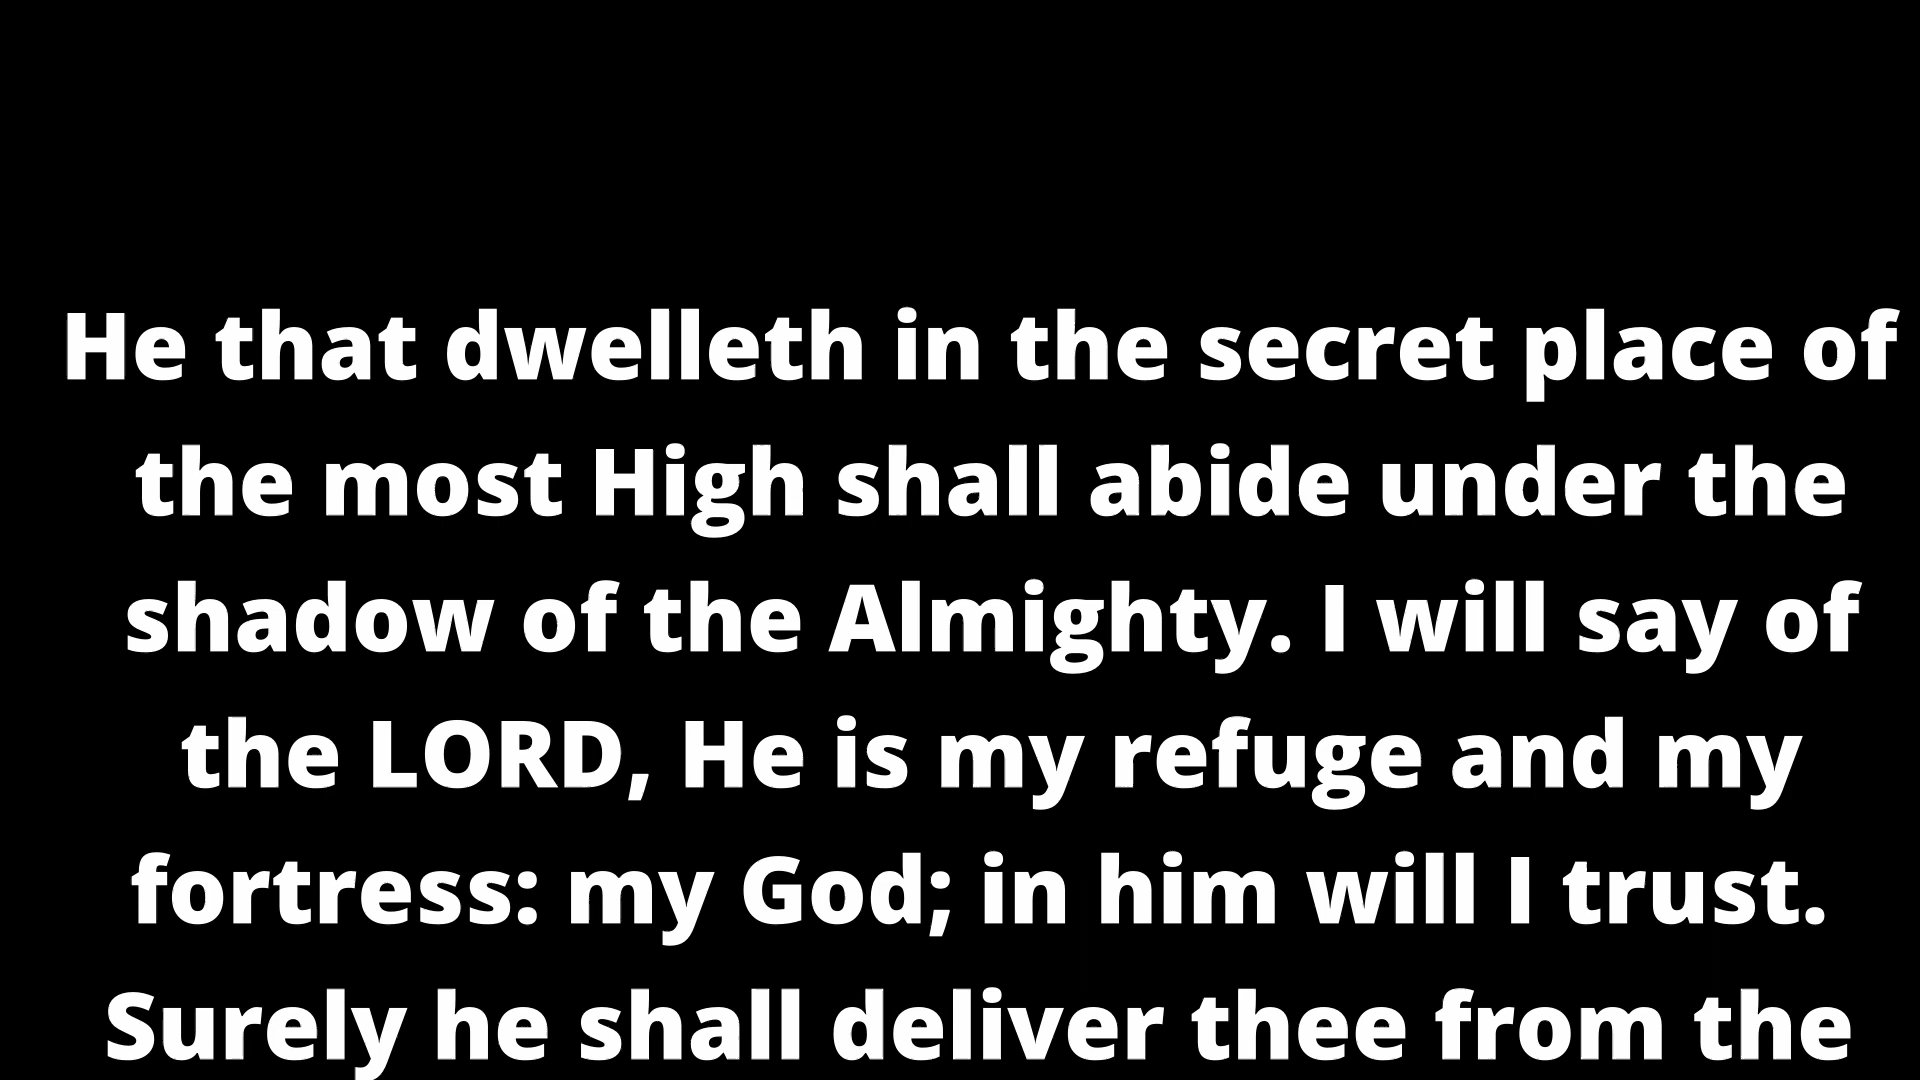 He that dwelleth in the secret place of
the most High shall abide under the
shadow of the Almighty. I will say of
the LORD, He is my refuge and my
fortress: my God; in him will I trust.
Surely he shall deliver thee from the